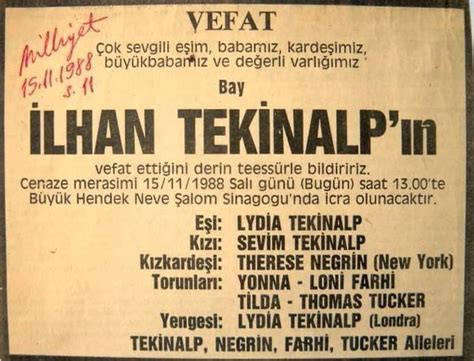 VEFAT
Milliyet
15.11.1988
s. 11
Çok sevgili eşim, babamız, kardeşimiz,
büyükbabamız ve değerli varlığımız
Bay
İLHAN TEKİNALP'ın
vefat ettiğini derin teessürle bildiririz.
Cenaze merasimi 15/11/1988 Salı günü (Bugün) saat 13.00'te
Büyük Hendek Neve Şalom Sinagogu'nda icra olunacaktır.
Eşi: LYDİA TEKİNALP
Kızı: SEVİM TEKİNALP
Kızkardeşi: THERESE NEGRİN (New York)
Torunları: YONNA - LONİ FARHİ
TİLDA - THOMAS TUCKER
Yengesi: LYDİA TEKİNALP (Londra)
TEKİNALP, NEGRİN, FARHİ, TUCKER Aileleri